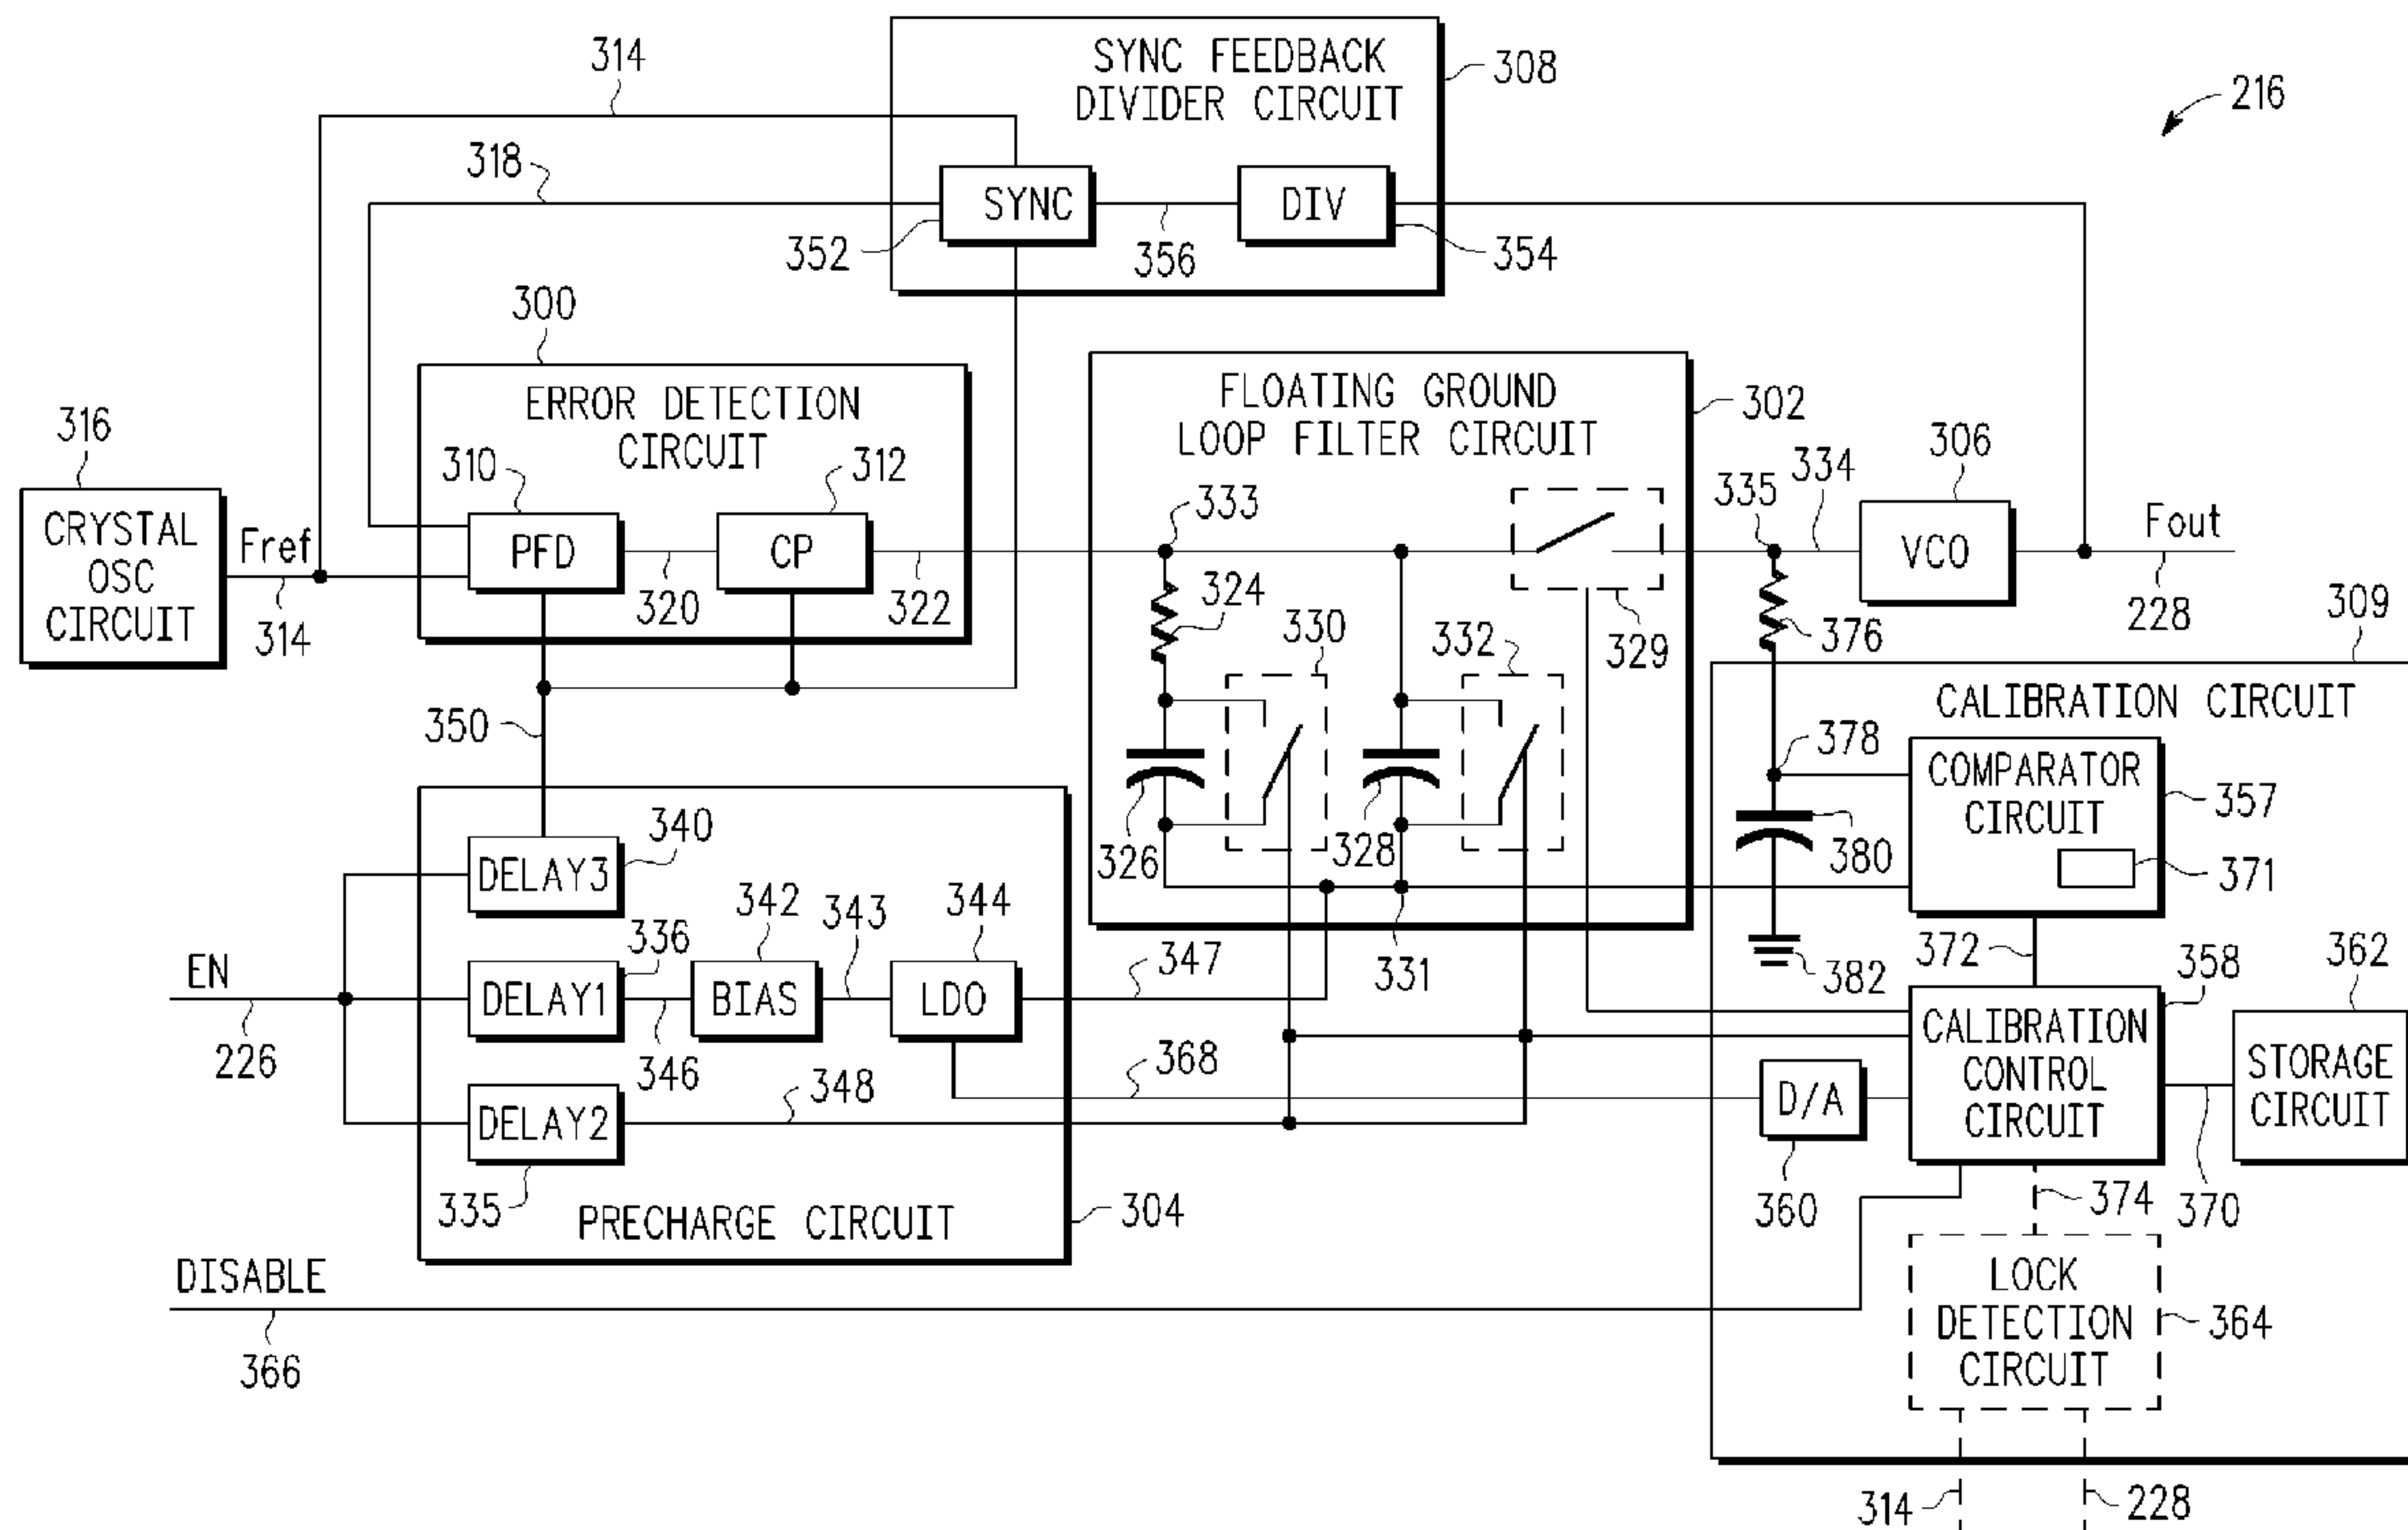 314
SYNC FEEDBACK
DIVIDER CIRCUIT
308
216
318
SYNC
DIV
352
356
354
300
ERROR DETECTION
CIRCUIT
FLOATING GROUND
LOOP FILTER CIRCUIT
302
316
310
312
333
335
334
306
CRYSTAL
OSC
CIRCUIT
Fref
314
PFD
CP
320
322
324
330
332
329
VCO
Fout
228
376
309
350
CALIBRATION CIRCUIT
378
COMPARATOR
CIRCUIT
357
371
326
328
380
340
DELAY3
336
342
343
344
347
331
382
372
358
362
EN
226
DELAY1
BIAS
LDO
346
368
348
DELAY2
335
PRECHARGE CIRCUIT
304
D/A
360
CALIBRATION
CONTROL
CIRCUIT
STORAGE
CIRCUIT
374
370
DISABLE
366
LOCK
DETECTION
CIRCUIT
364
314
228